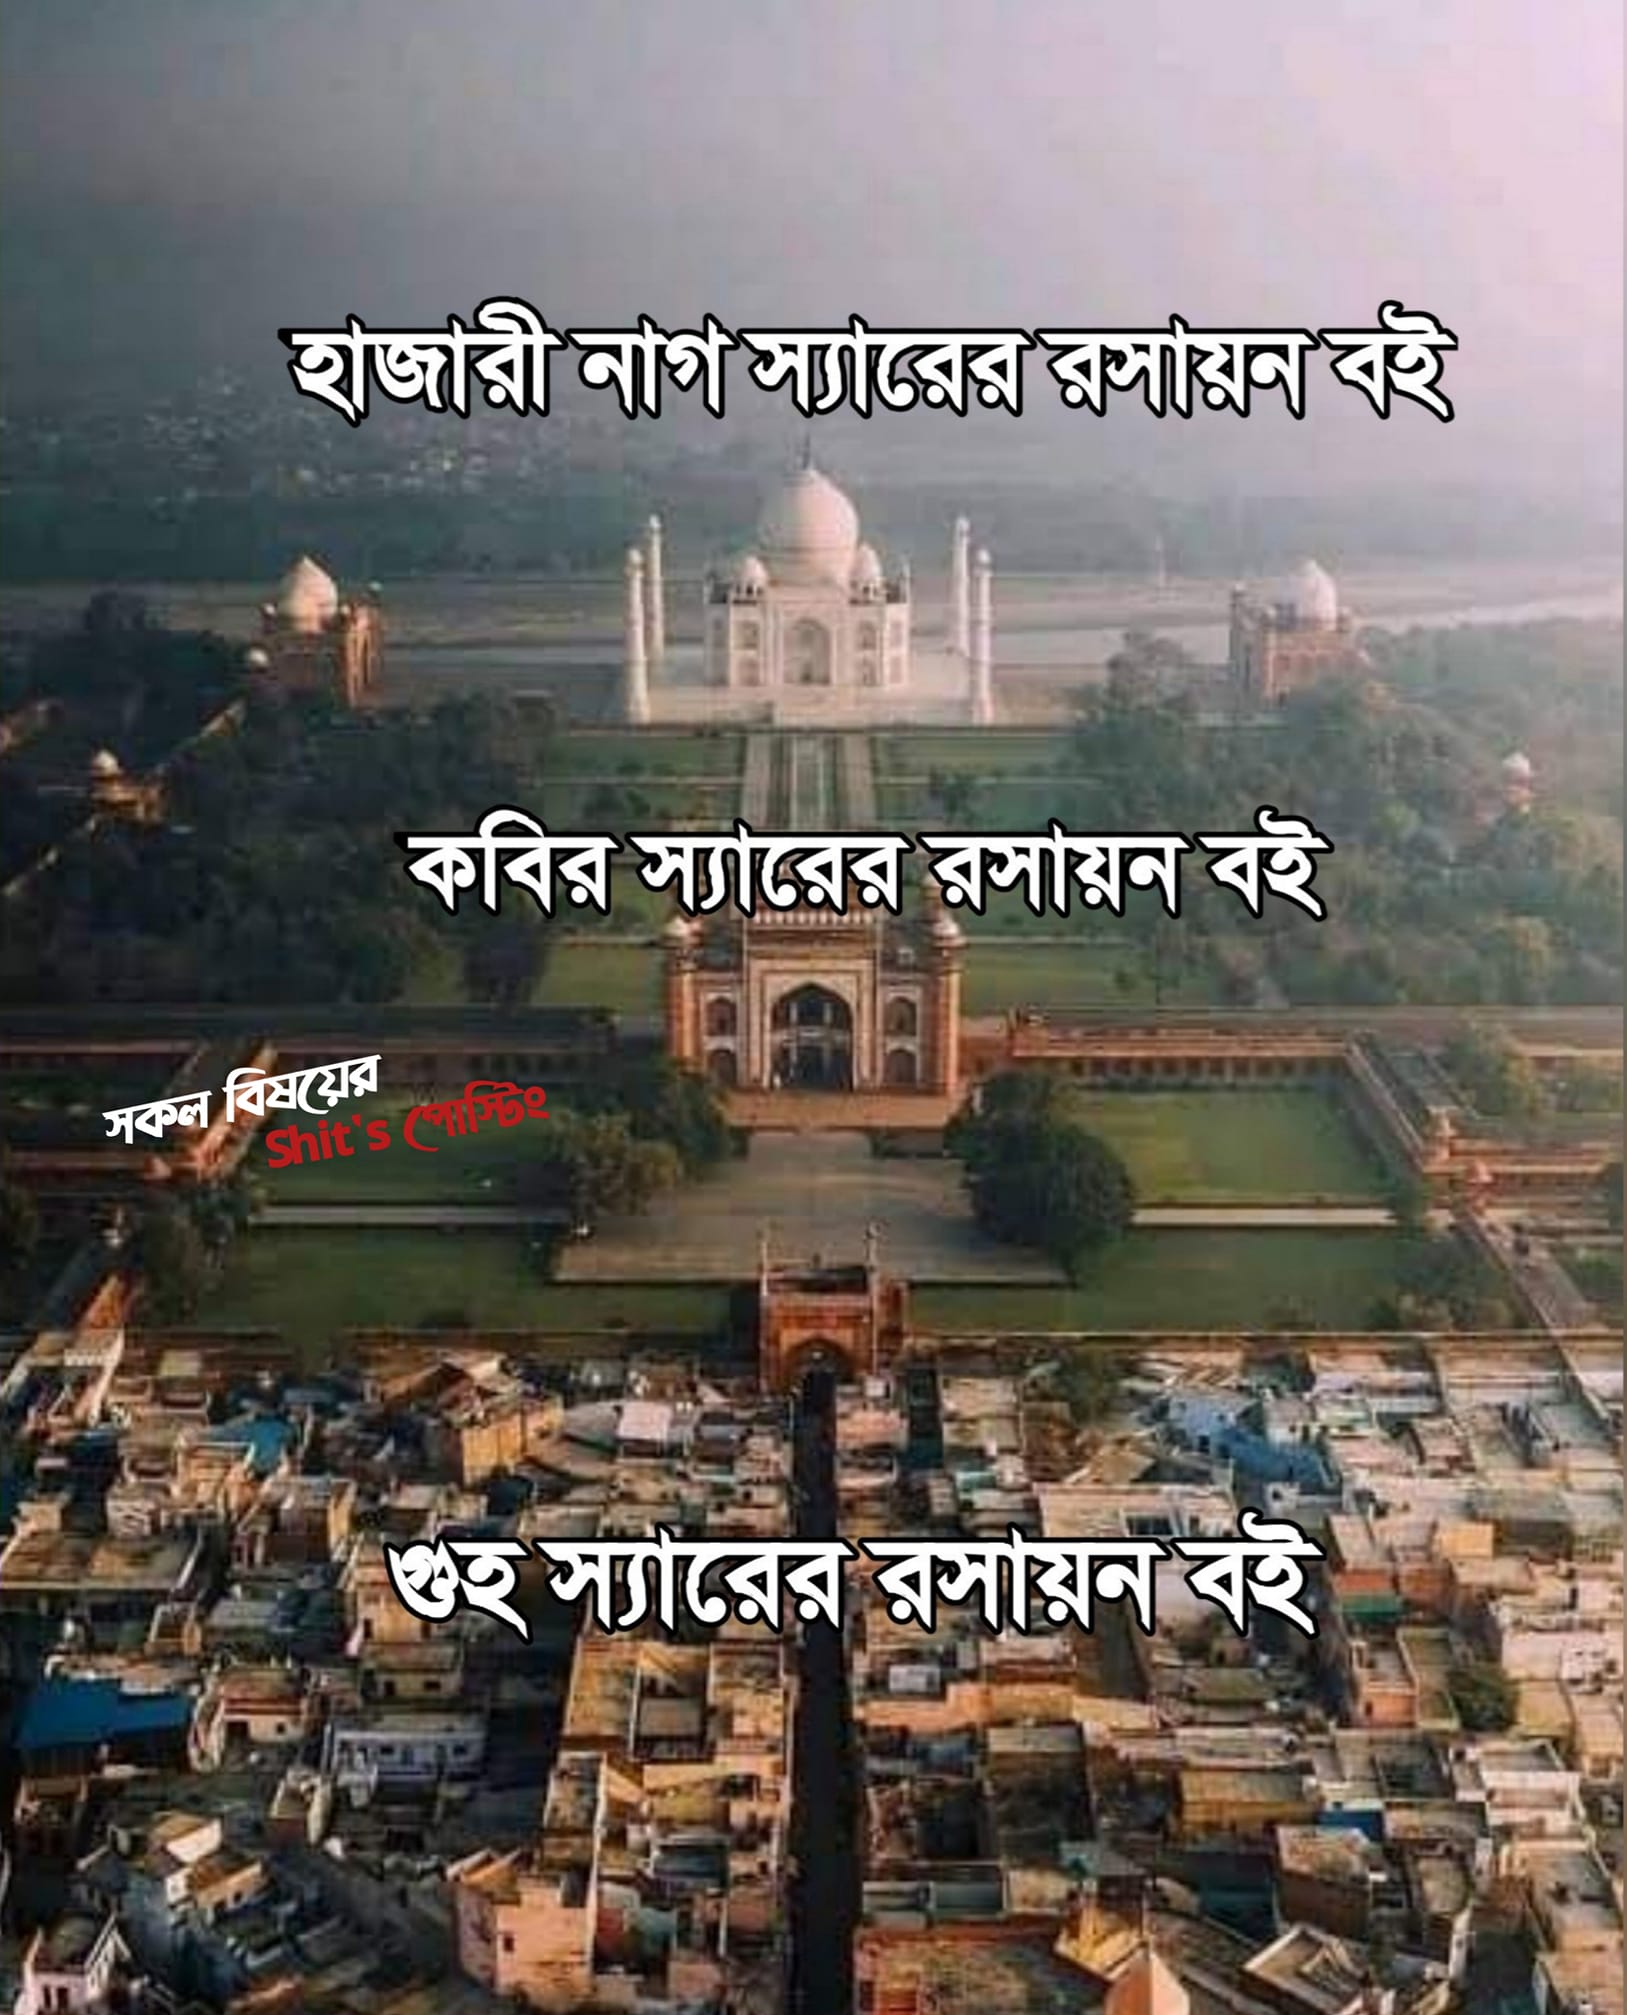 হাজারী নাগ স্যারের রসায়ন বই
কবির স্যারের রসায়ন বই
সকল বিষয়ের
Shit's পোস্টিং
গুহ স্যারের রসায়ন বই